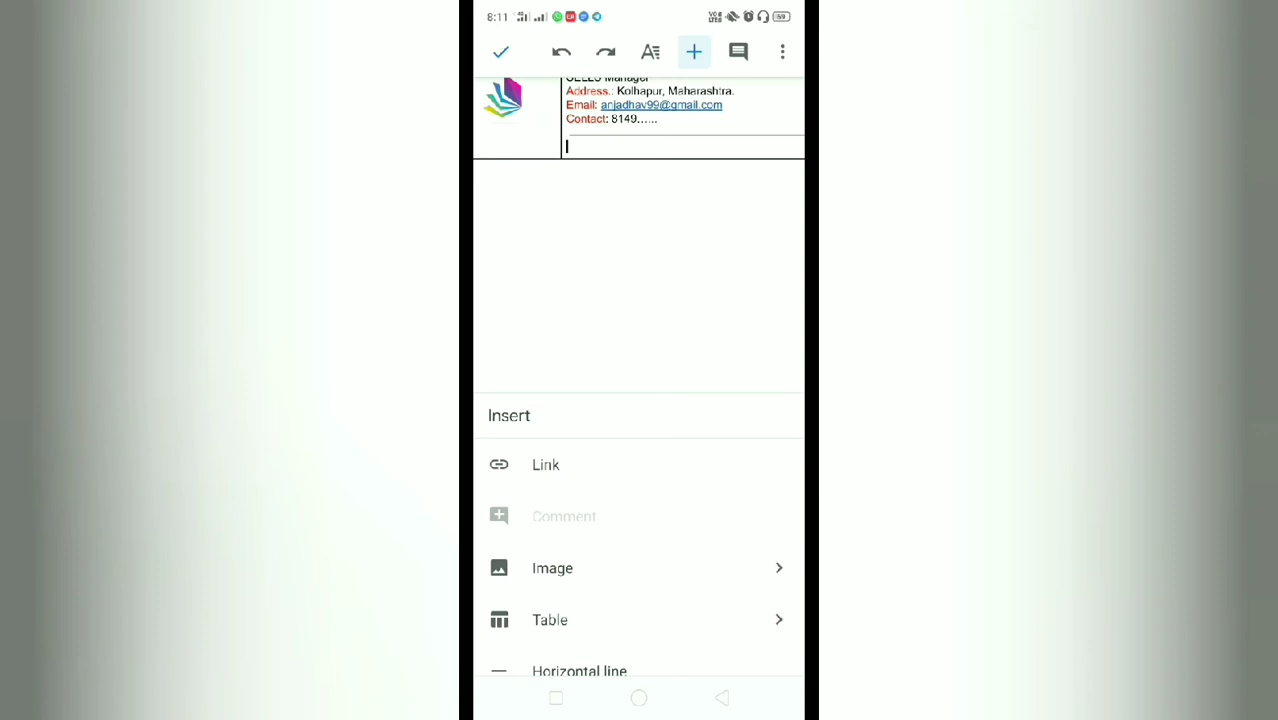 8:11
Manager
Address.: Kolhapur, Maharashtra.
Email: anjadhav99@gmail.com
Contact: 8149......
Insert
Link
Comment
Image
Table
Horizontal line